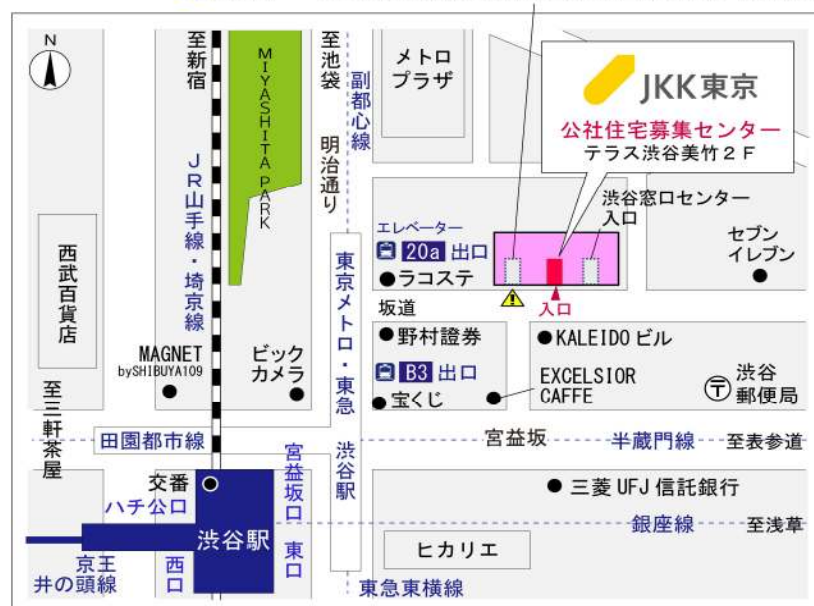 N
至新宿
MIYASHITA PARK
至池袋
副都心線
明治通り
メトロ
プラザ
JKK東京
公社住宅募集センター
テラス渋谷美竹2F
JR山手線・埼京線
西武百貨店
エレベーター
20a 出口
ラコステ
渋谷窓口センター
入口
セブン
イレブン
入口
坂道
東京メトロ・東急 渋谷駅
野村證券
KALEIDO ビル
MAGNET
bySHIBUYA109
ビック
カメラ
B3 出口
EXCELSIOR
CAFFE
渋谷
郵便局
宝くじ
至三軒茶屋
田園都市線
宮益坂
半蔵門線
至表参道
交番
宮益坂口
三菱 UFJ 信託銀行
ハチ公口
渋谷駅
銀座線
至浅草
東口
西口
ヒカリエ
京王
井の頭線
東急東横線